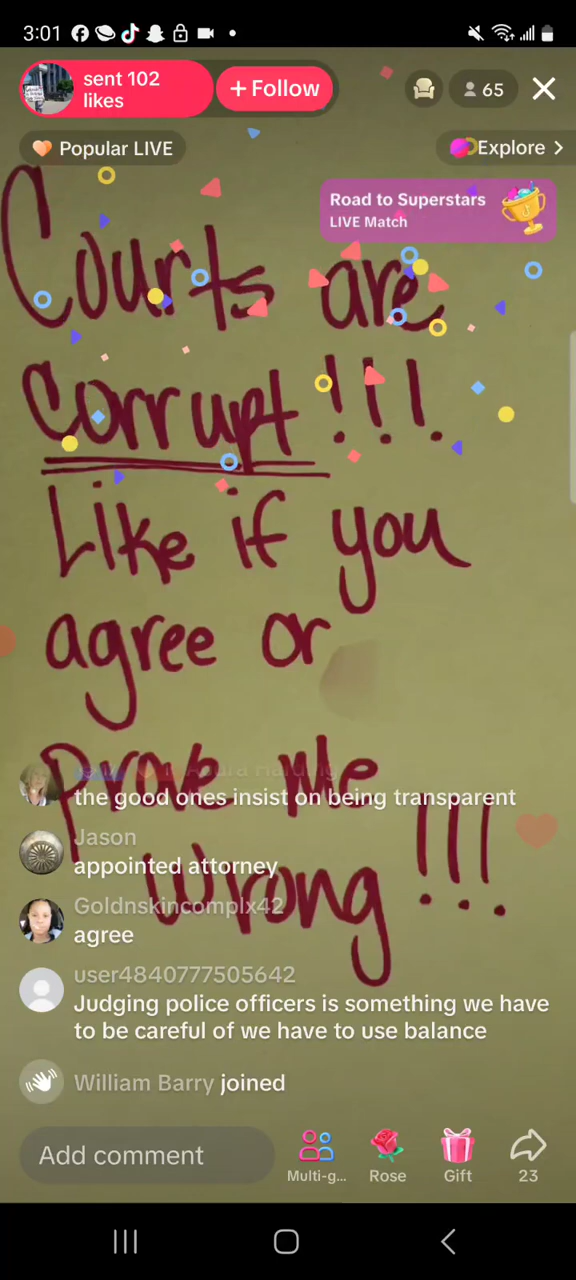 3:01
sent 102
likes
+ Follow
65
Popular LIVE
Explore
Road to Superstars
LIVE Match
Courts are
Corrupt!!!
Like if you
agree or
Prove Me
Wrong!!!
the good ones insist on being transparent
Jason
appointed attorney
Goldnskincomplx42
agree
user4840777505642
Judging police officers is something we have
to be careful of we have to use balance
William Barry joined
Add comment
Multi-g...
Rose
Gift
23